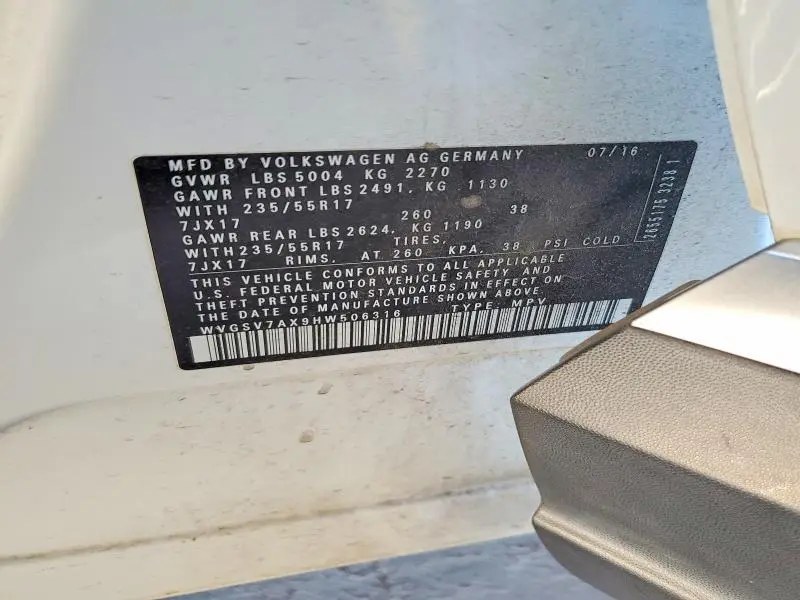 MFD BY VOLKSWAGEN AG GERMANY 07/16
GVWR LBS 5004 KG 2270
GAWR FRONT LBS 2491, KG 1130
WITH 235/55R17
7JX17 260 38
GAWR REAR LBS 2624, KG 1190
WITH 235/55R17 TIRES,
7JX17 RIMS, AT 260 KPA, 38 PSI COLD
THIS VEHICLE CONFORMS TO ALL APPLICABLE
U.S. FEDERAL MOTOR VEHICLE SAFETY AND
THEFT PREVENTION STANDARDS IN EFFECT ON
THE DATE OF MANUFACTURE SHOWN ABOVE.
WVGSV7AX9HW506316 TYPE: MPV
2655176 3238 1